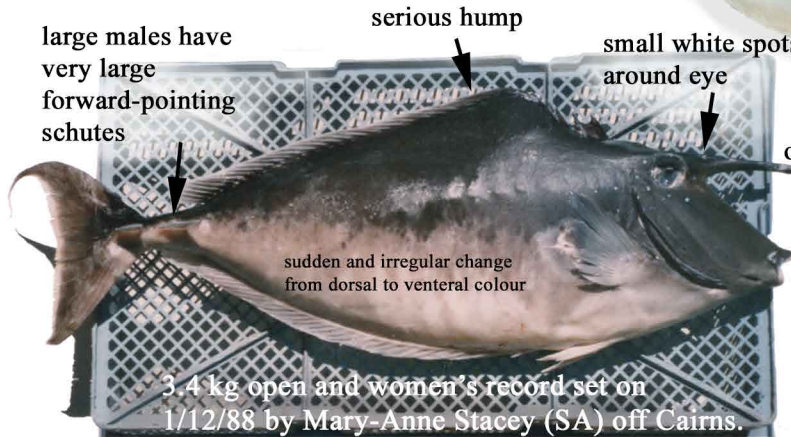 large males have
very large
forward-pointing
schutes
serious hump
small white spots
around eye
sudden and irregular change
from dorsal to venteral colour
3.4 kg open and women's record set on
1/12/88 by Mary-Anne Stacey (SA) off Cairns.